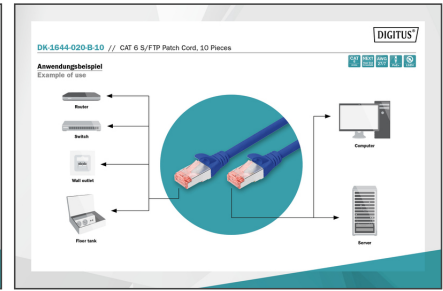 DIGITUS®
DK-1644-020-B-10 // CAT 6 S/FTP Patch Cord, 10 Pieces
Anwendungsbeispiel
Example of use
Router
Switch
Wall outlet
Floor tank
Computer
Server